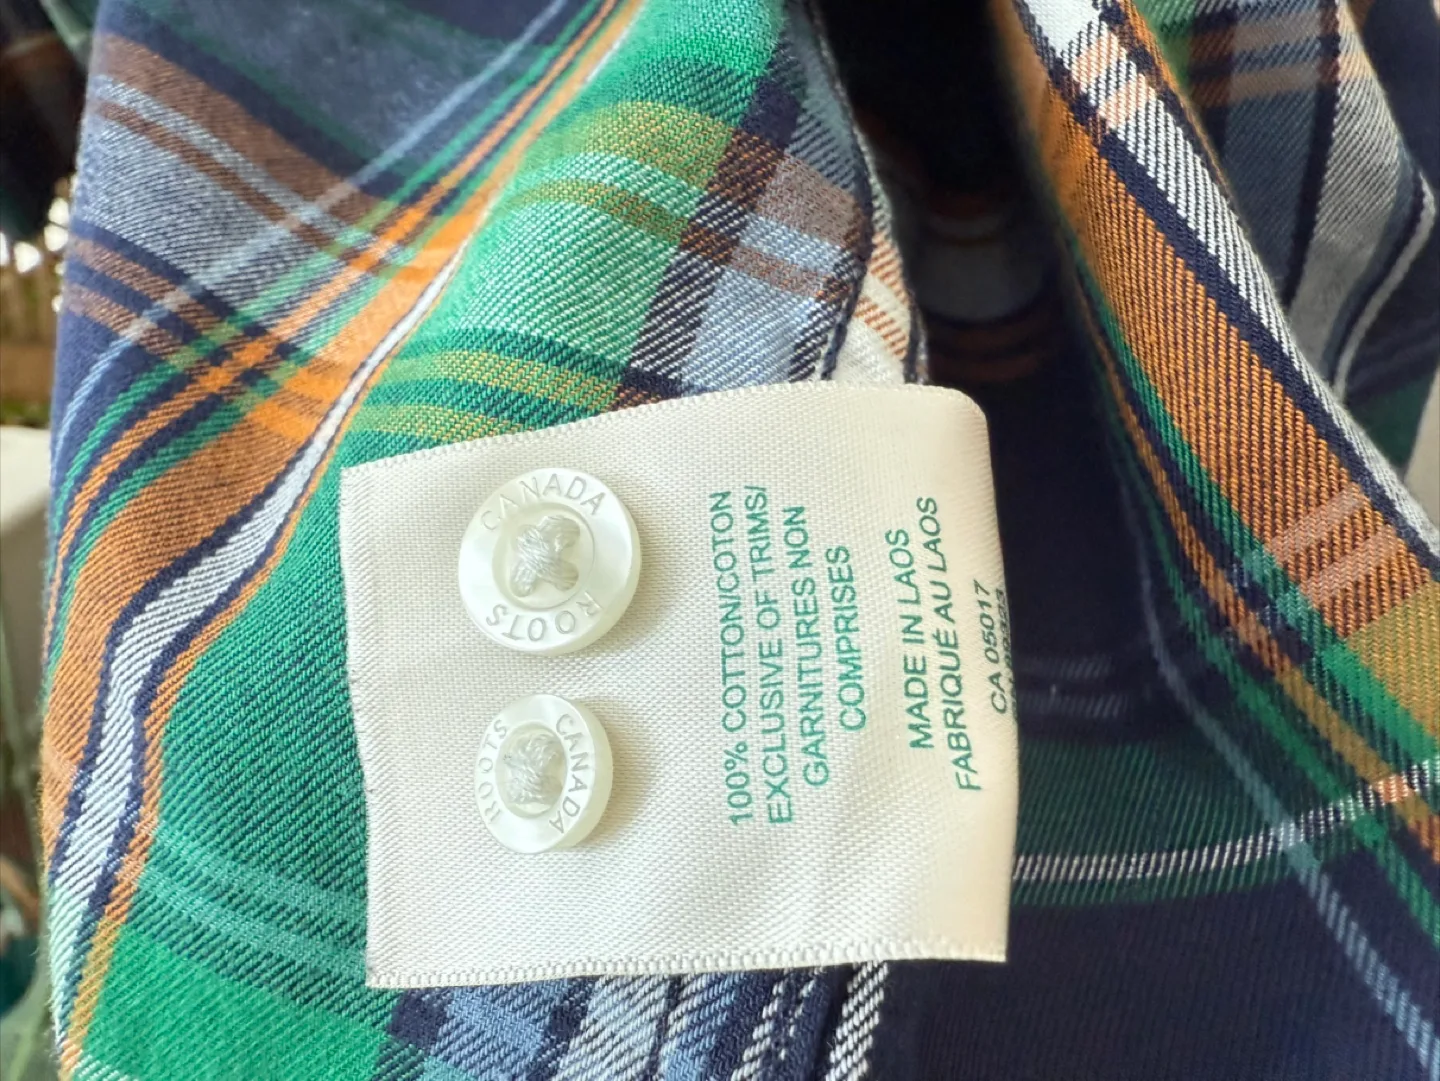 ROOTS CANADA
ROOTS CANADA
100% COTTON/COTON
EXCLUSIVE OF TRIMS/
GARNITURES NON
COMPRISES
MADE IN LAOS
FABRIQUÉ AU LAOS
CA 05017